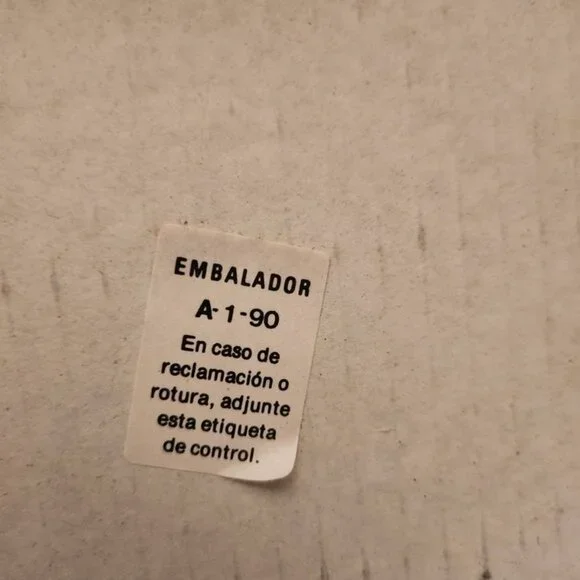 EMBALADOR
A-1-90
En caso de
reclamación o
rotura, adjunte
esta etiqueta
de control.